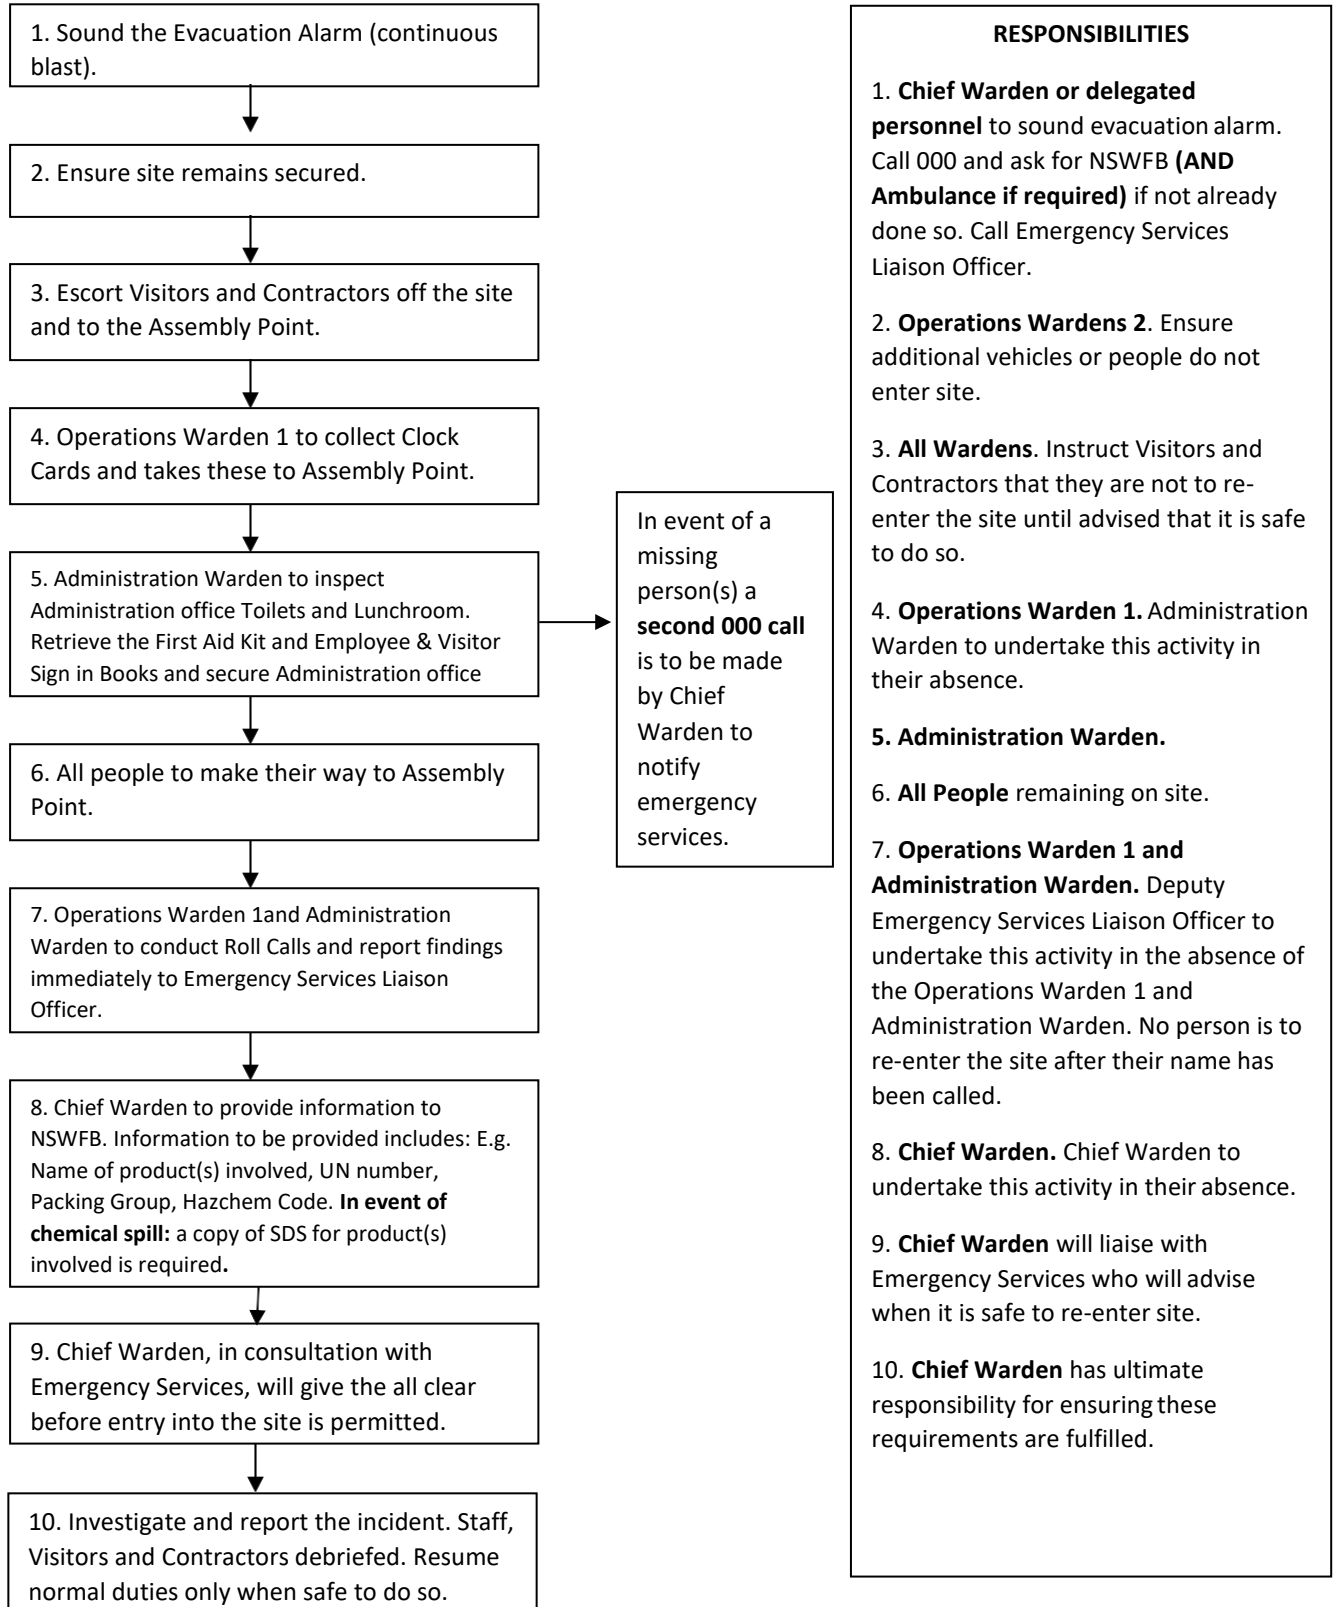 1. Sound the Evacuation Alarm (continuous
blast).
2. Ensure site remains secured.
3. Escort Visitors and Contractors off the site
and to the Assembly Point.
4. Operations Warden 1 to collect Clock
Cards and takes these to Assembly Point.
5. Administration Warden to inspect
Administration office Toilets and Lunchroom.
Retrieve the First Aid Kit and Employee & Visitor
Sign in Books and secure Administration office
In event of a
missing
person(s) a
second 000 call
is to be made
by Chief
Warden to
notify
emergency
services.
6. All people to make their way to Assembly
Point.
7. Operations Warden 1and Administration
Warden to conduct Roll Calls and report findings
immediately to Emergency Services Liaison
Officer.
8. Chief Warden to provide information to
NSWFB. Information to be provided includes: E.g.
Name of product(s) involved, UN number,
Packing Group, Hazchem Code. In event of
chemical spill: a copy of SDS for product(s)
involved is required.
9. Chief Warden, in consultation with
Emergency Services, will give the all clear
before entry into the site is permitted.
10. Investigate and report the incident. Staff,
Visitors and Contractors debriefed. Resume
normal duties only when safe to do so.
RESPONSIBILITIES
1. Chief Warden or delegated
personnel to sound evacuation alarm.
Call 000 and ask for NSWFB (AND
Ambulance if required) if not already
done so. Call Emergency Services
Liaison Officer.
2. Operations Wardens 2. Ensure
additional vehicles or people do not
enter site.
3. All Wardens. Instruct Visitors and
Contractors that they are not to re-
enter the site until advised that it is safe
to do so.
4. Operations Warden 1. Administration
Warden to undertake this activity in
their absence.
5. Administration Warden.
6. All People remaining on site.
7. Operations Warden 1 and
Administration Warden. Deputy
Emergency Services Liaison Officer to
undertake this activity in the absence of
the Operations Warden 1 and
Administration Warden. No person is to
re-enter the site after their name has
been called.
8. Chief Warden. Chief Warden to
undertake this activity in their absence.
9. Chief Warden will liaise with
Emergency Services who will advise
when it is safe to re-enter site.
10. Chief Warden has ultimate
responsibility for ensuring these
requirements are fulfilled.